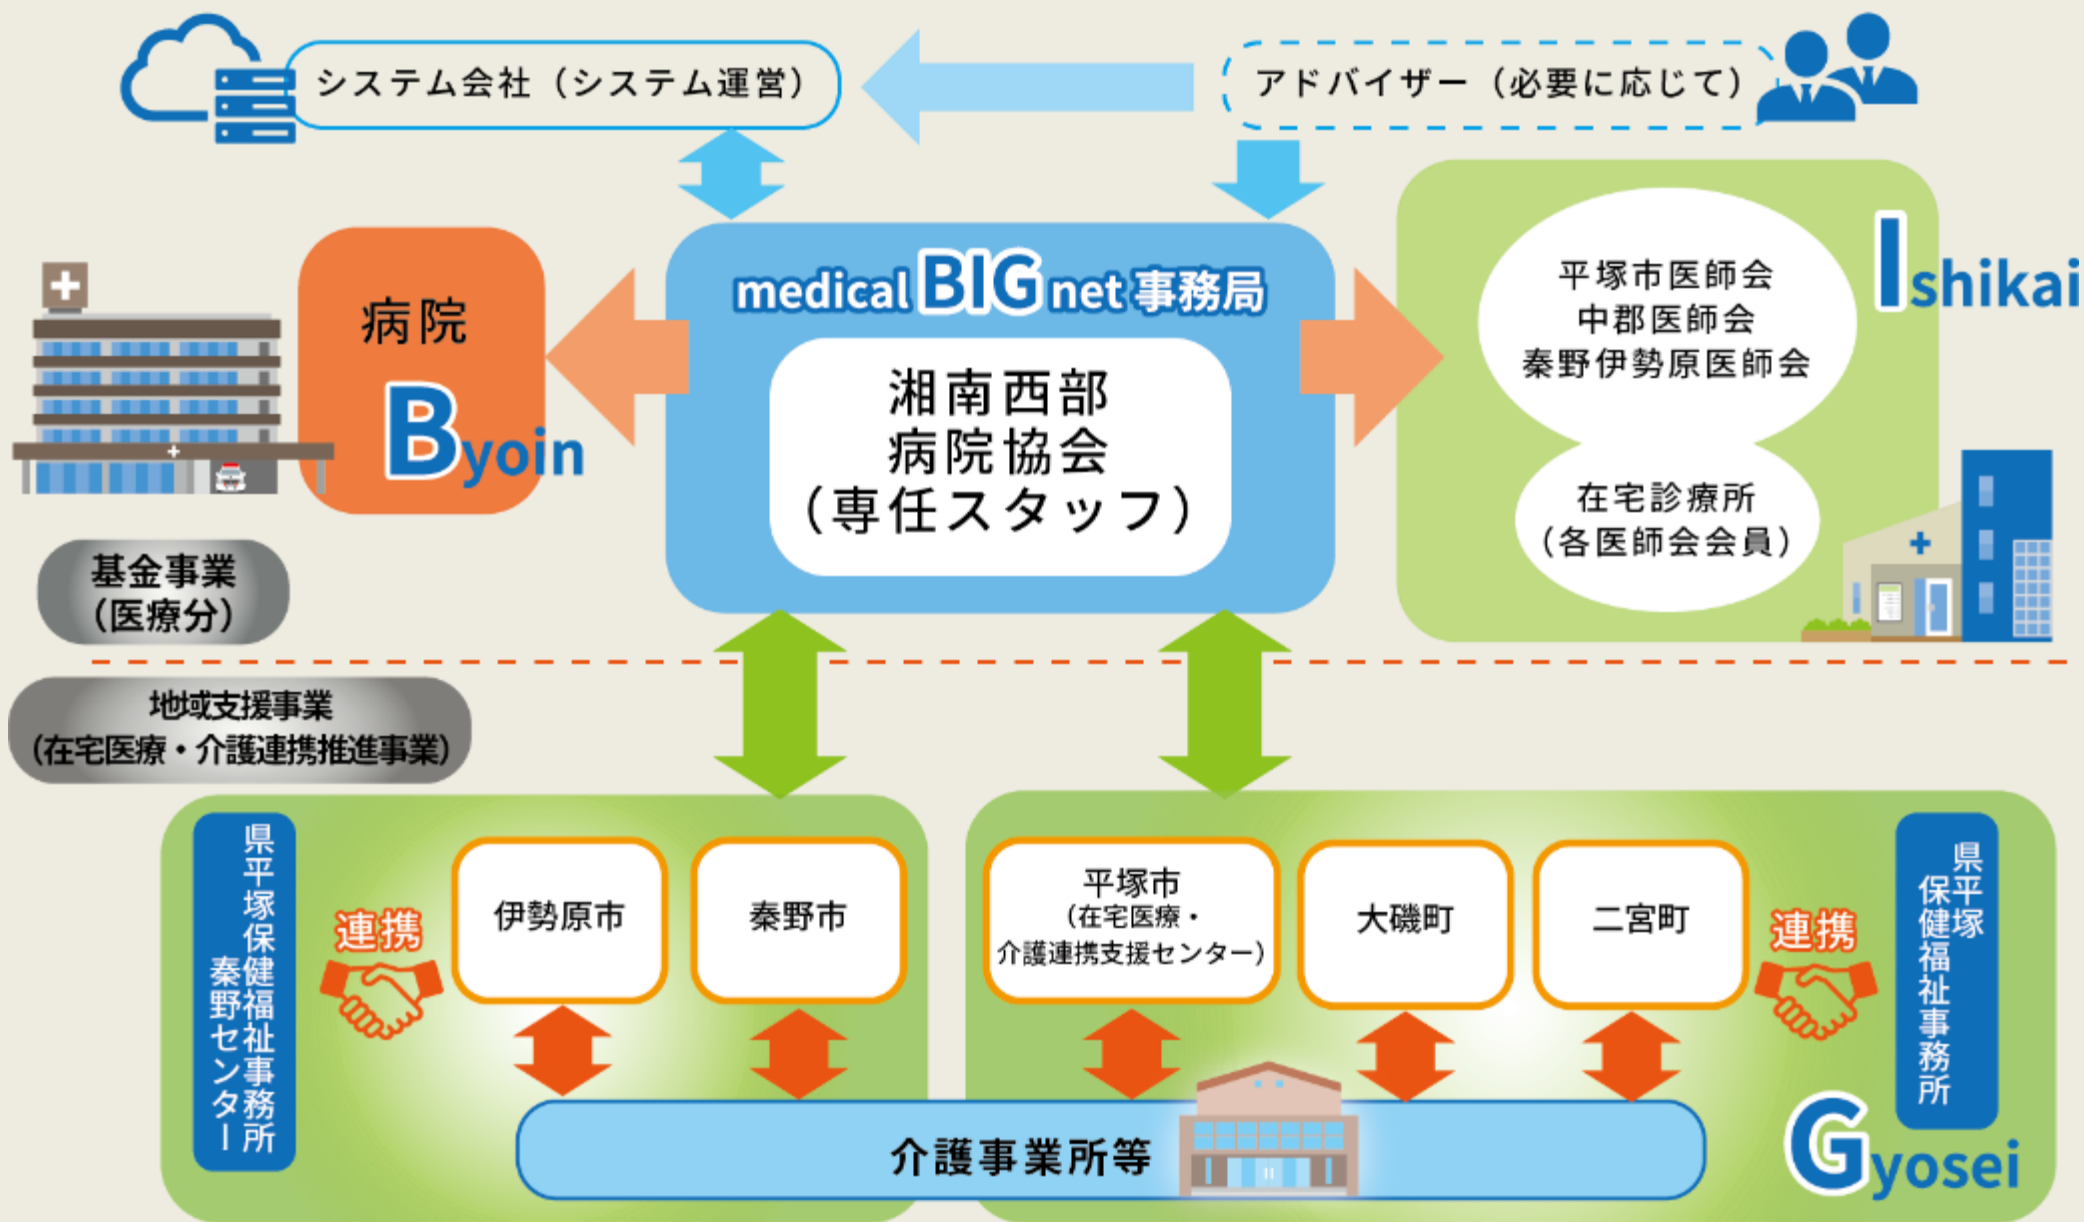 システム会社（システム運営）
アドバイザー（必要に応じて）
medical BIG net 事務局
湘南西部
病院協会
（専任スタッフ）
病院
Byoin
Ishikai
平塚市医師会
中郡医師会
秦野伊勢原医師会
在宅診療所
（各医師会会員）
基金事業
（医療分）
地域支援事業
（在宅医療・介護連携推進事業）
県平塚保健福祉事務所
秦野センター
連携
伊勢原市
秦野市
平塚市
（在宅医療・
介護連携支援センター）
大磯町
二宮町
連携
県平塚
保健福祉事務所
介護事業所等
Gyosei